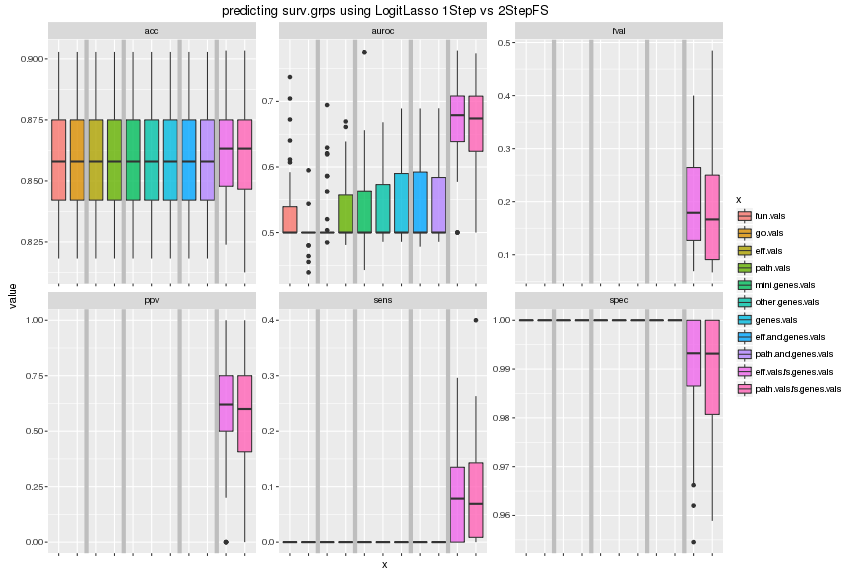 predicting surv.grps using LogitLasso 1Step vs 2StepFS
acc
auroc
fval
0.900
0.875
0.850
0.825
0.7
0.6
0.5
0.5
0.4
0.3
0.2
0.1
ppv
sens
spec
1.00
0.75
0.50
0.25
0.00
0.4
0.3
0.2
0.1
0.0
1.00
0.99
0.98
0.97
0.96
value
x
x
fun.vals
go.vals
eff.vals
path.vals
mini.genes.vals
other.genes.vals
genes.vals
eff.and.genes.vals
path.and.genes.vals
eff.vals.fs.genes.vals
path.vals.fs.genes.vals